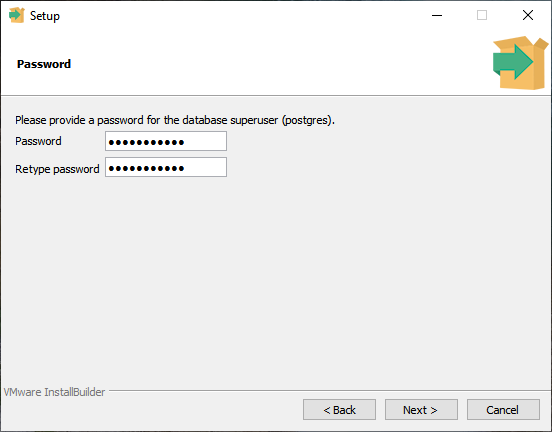 Setup
Password
Please provide a password for the database superuser (postgres).
Password •••••••••••
Retype password •••••••••••
VMware InstallBuilder
< Back Next > Cancel